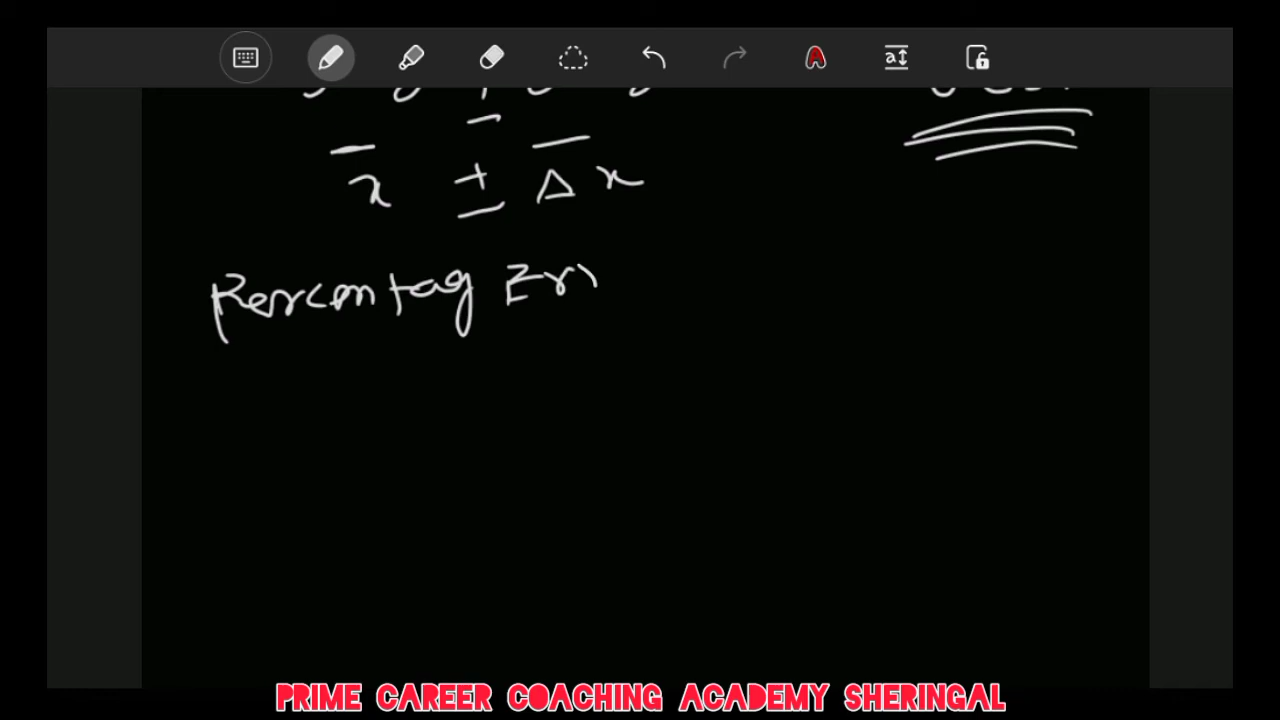 x ± Δx
Percentag Err
PRIME CAREER COACHING ACADEMY SHERINGAL